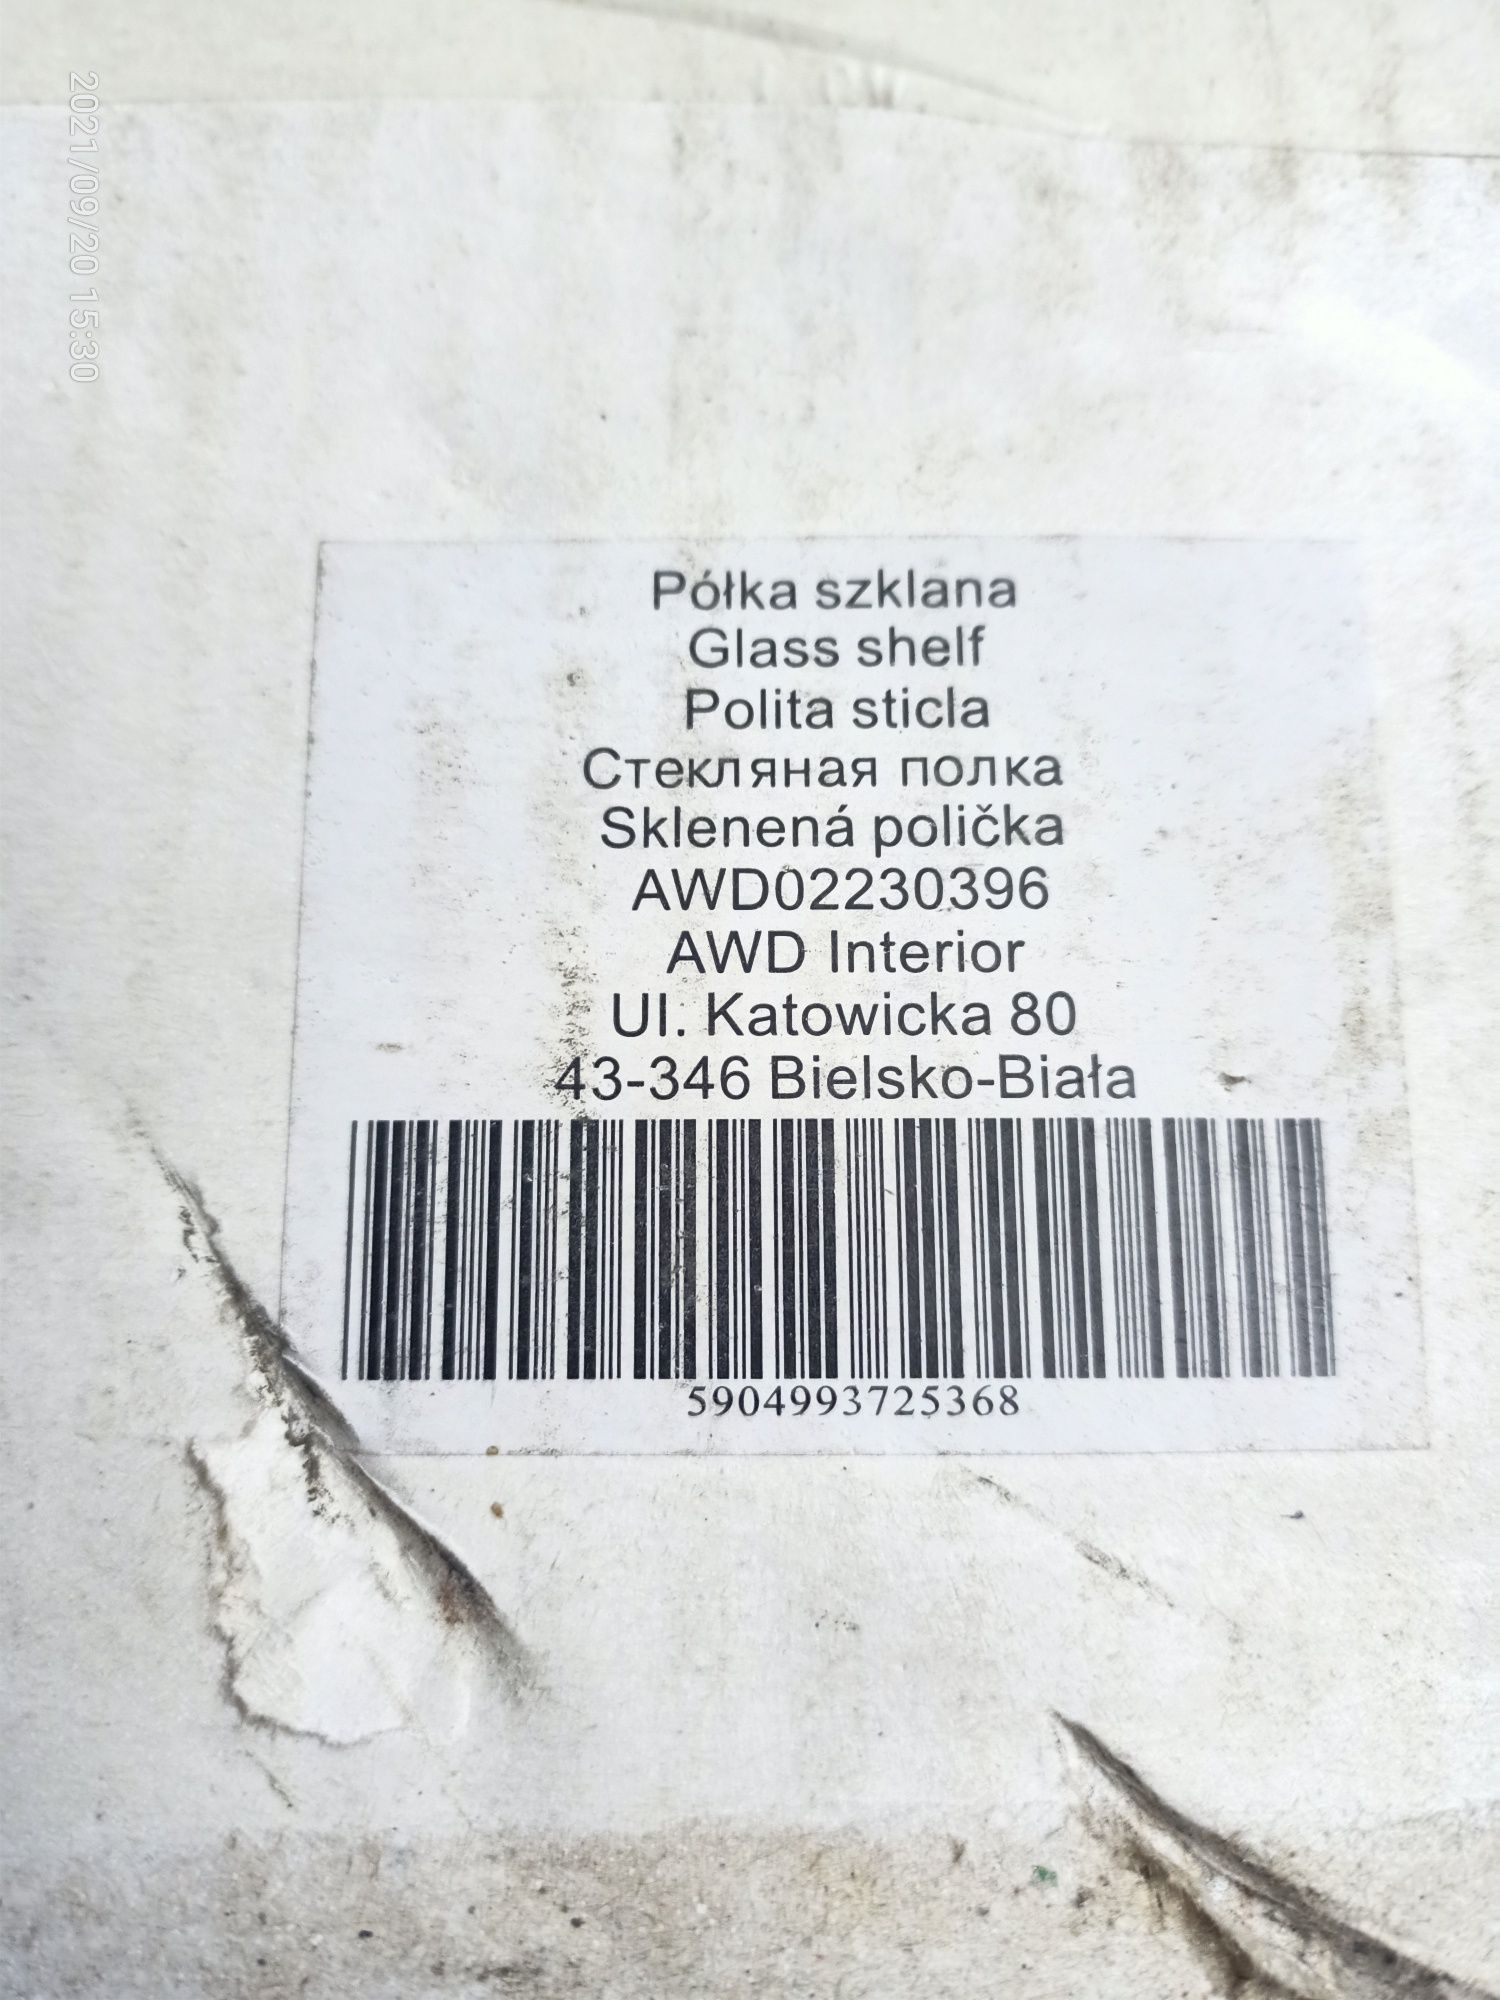 2021/09/20 15:30
Półka szklana
Glass shelf
Polita sticla
Стекляная полка
Sklenená polička
AWD02230396
AWD Interior
Ul. Katowicka 80
43-346 Bielsko-Biała
5904993725368